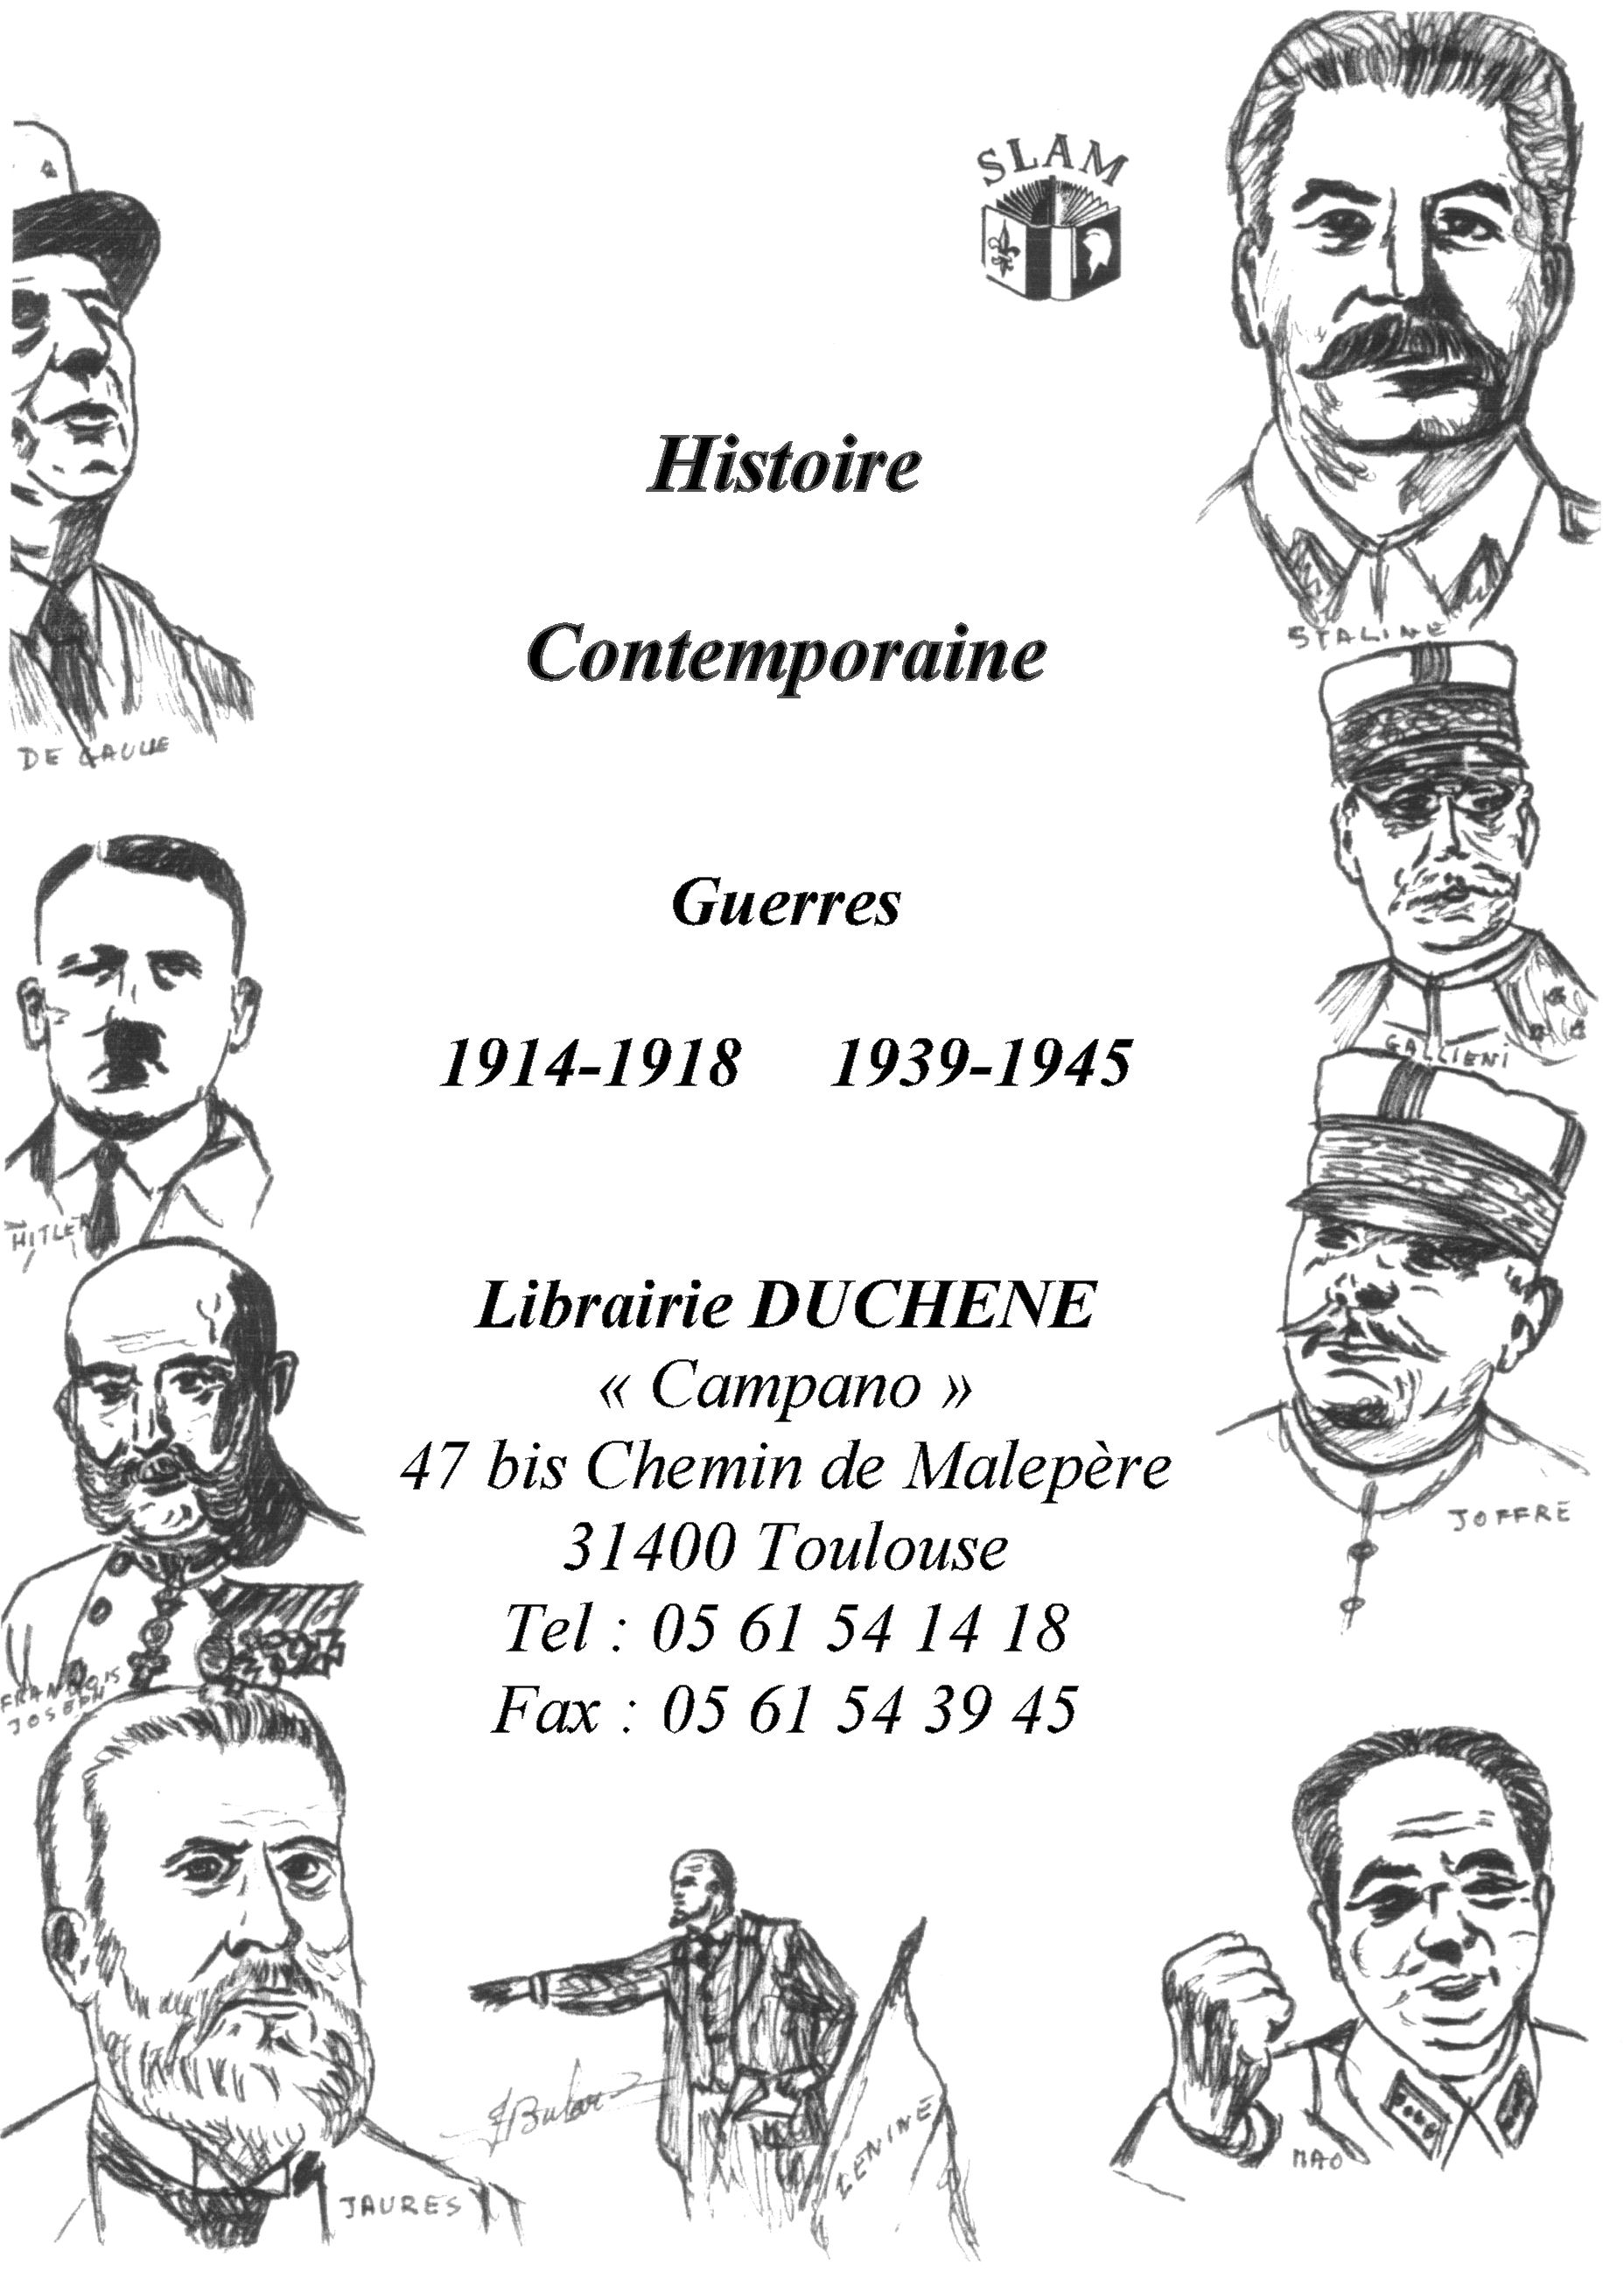 SLAM
Histoire
Contemporaine
STALINE
DE GAULLE
Guerres
1914-1918 1939-1945
GALLIENI
HITLER
Librairie DUCHENE
« Campano »
47 bis Chemin de Malepère
JOFFRE
31400 Toulouse
Tel : 05 61 54 14 18
Fax : 05 61 54 39 45
FRANÇOIS
JOSEPH
LENINE
MAO
JAURES